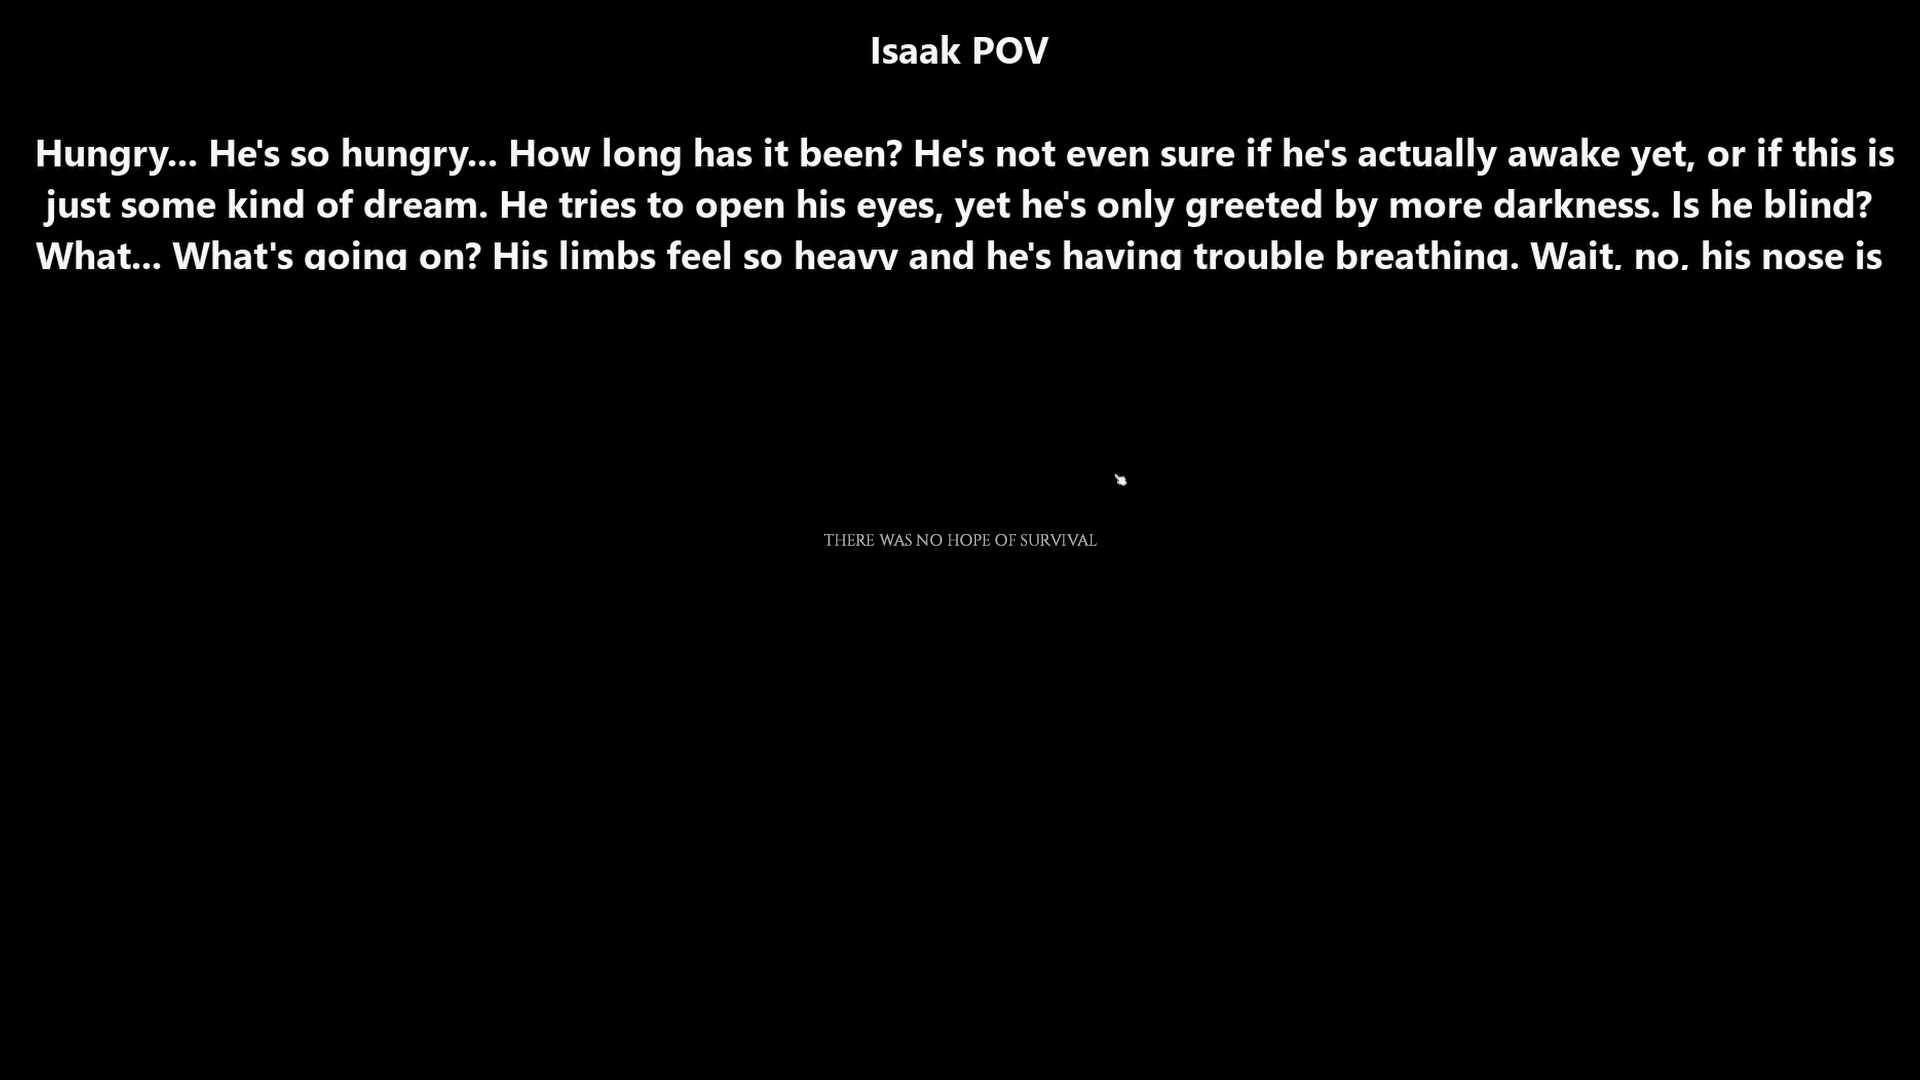 Isaak POV
Hungry... He's so hungry... How long has it been? He's not even sure if he's actually awake yet, or if this is
just some kind of dream. He tries to open his eyes, yet he's only greeted by more darkness. Is he blind?
What... What's going on? His limbs feel so heavy and he's having trouble breathing. Wait, no, his nose is
THERE WAS NO HOPE OF SURVIVAL